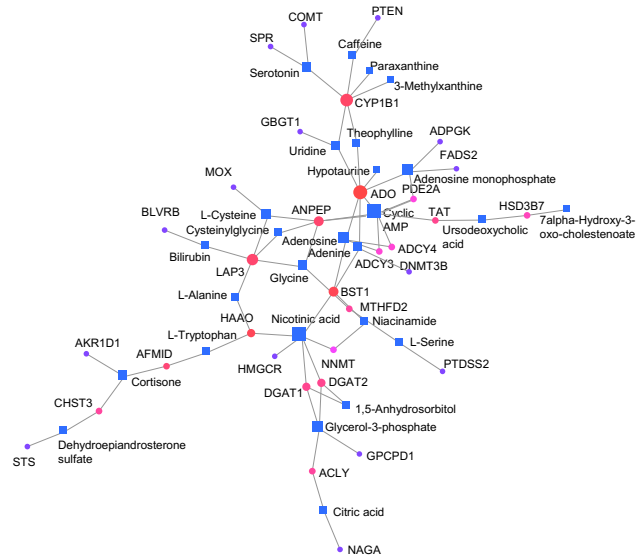 PTEN
COMT
SPR
Caffeine
Serotonin
Paraxanthine
3-Methylxanthine
CYP1B1
GBGT1
Theophylline
ADPGK
Uridine
FADS2
Hypotaurine
Adenosine monophosphate
MOX
ADO
PDE2A
HSD3B7
ANPEP
L-Cysteine
Cyclic
AMP
TAT
7alpha-Hydroxy-3-
oxo-cholestenoate
BLVRB
Cysteinylglycine
Ursodeoxycholic
acid
Adenosine
Adenine
ADCY4
Bilirubin
LAP3
Glycine
ADCY3
DNMT3B
L-Alanine
BST1
MTHFD2
HAAO
Nicotinic acid
Niacinamide
L-Tryptophan
L-Serine
AKR1D1
AFMID
HMGCR
NNMT
PTDSS2
Cortisone
DGAT1
DGAT2
CHST3
1,5-Anhydrosorbitol
Glycerol-3-phosphate
Dehydroepiandrosterone
sulfate
STS
GPCPD1
ACLY
Citric acid
NAGA